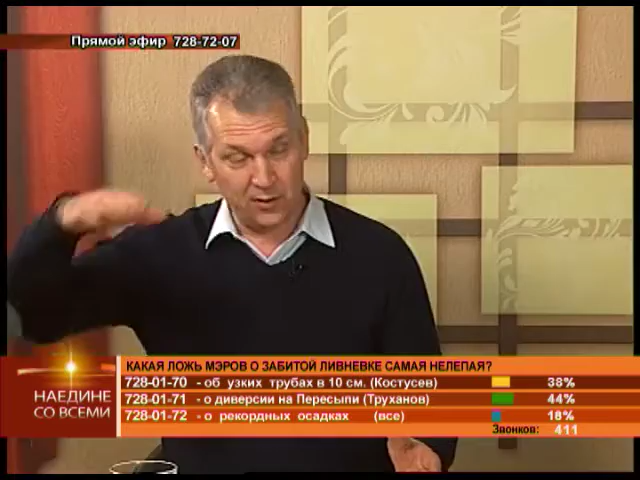 Прямой эфир 728-72-07
КАКАЯ ЛОЖЬ МЭРОВ О ЗАБИТОЙ ЛИВНЕВКЕ САМАЯ НЕЛЕПАЯ?
728-01-70 - об узких трубах в 10 см. (Костусев) 38%
728-01-71 - о диверсии на Пересыпи (Труханов) 44%
728-01-72 - о рекордных осадках (все) 18%
Звонков: 411
НАЕДИНЕ
СО ВСЕМИ